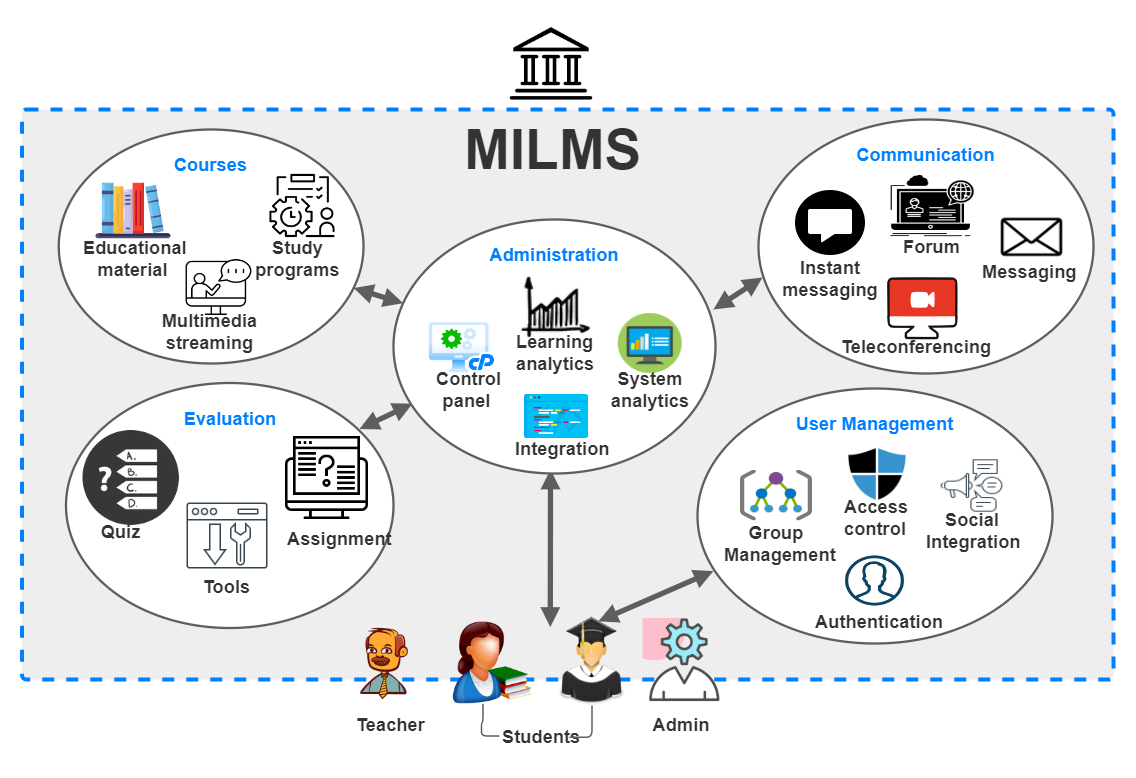 MILMS
Courses
Educational
material
Study
programs
Multimedia
streaming
Communication
Instant
messaging
Forum
Messaging
Teleconferencing
Administration
Learning
analytics
Control
panel
cP
System
analytics
Integration
Evaluation
?
A.
B.
C.
D.
Quiz
Tools
?
Assignment
User Management
Group
Management
Access
control
Social
Integration
Authentication
Teacher
Students
Admin